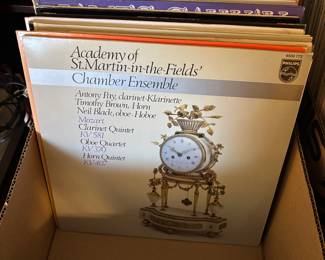 Academy of
St.Martin-in-the-Fields'
Chamber Ensemble
Antony Pay, clarinet·Klarinette
Timothy Brown, Horn
Neil Black, oboe·Hoboe
Mozart
Clarinet Quintet
KV 581
Oboe Quartet
KV 370
Horn Quintet
KV 407
PHILIPS